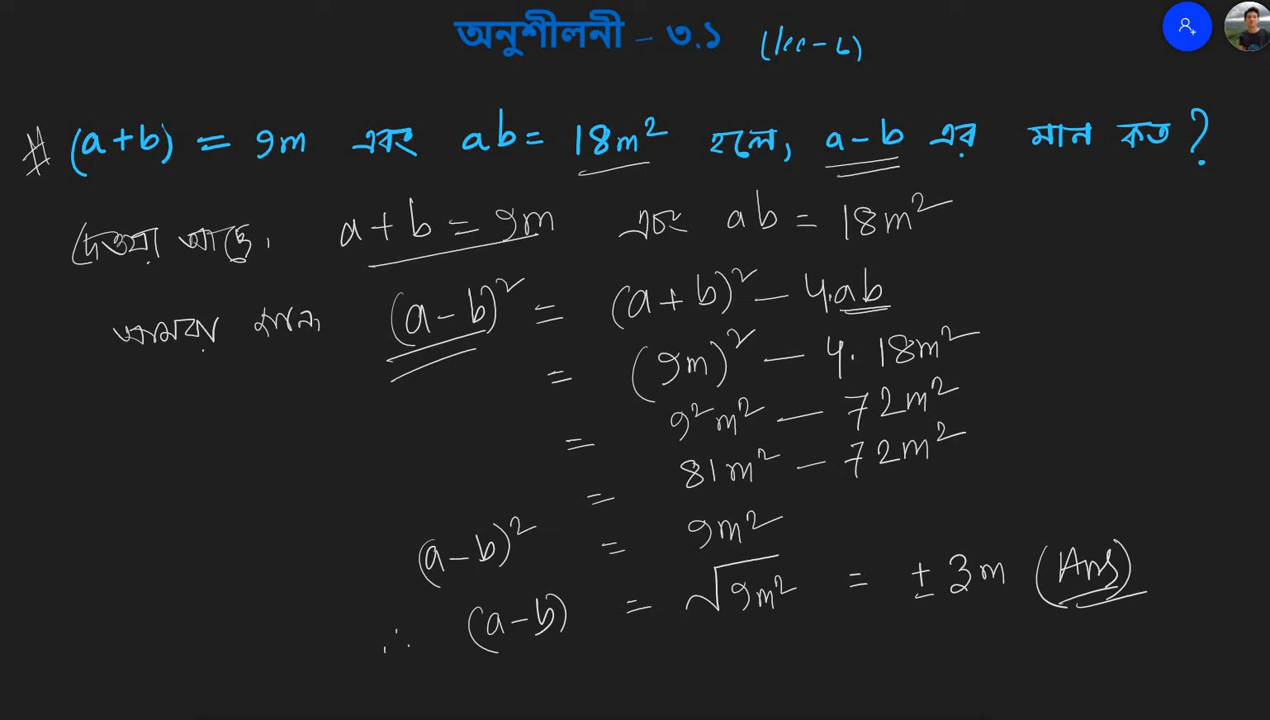 অনুশীলনী – ৩.১ (lec-6)
# (a+b) = 9m এবং ab = 18m² হলে, a-b এর মান কত?
দেওয়া আছে, a+b = 9m এবং ab = 18m²
আমরা জানি, (a-b)² = (a+b)² - 4.ab
= (9m)² - 4. 18m²
= 9²m² - 72m²
= 81m² - 72m²
(a-b)² = 9m²
∴ (a-b) = √9m² = ± 3m (Ans)